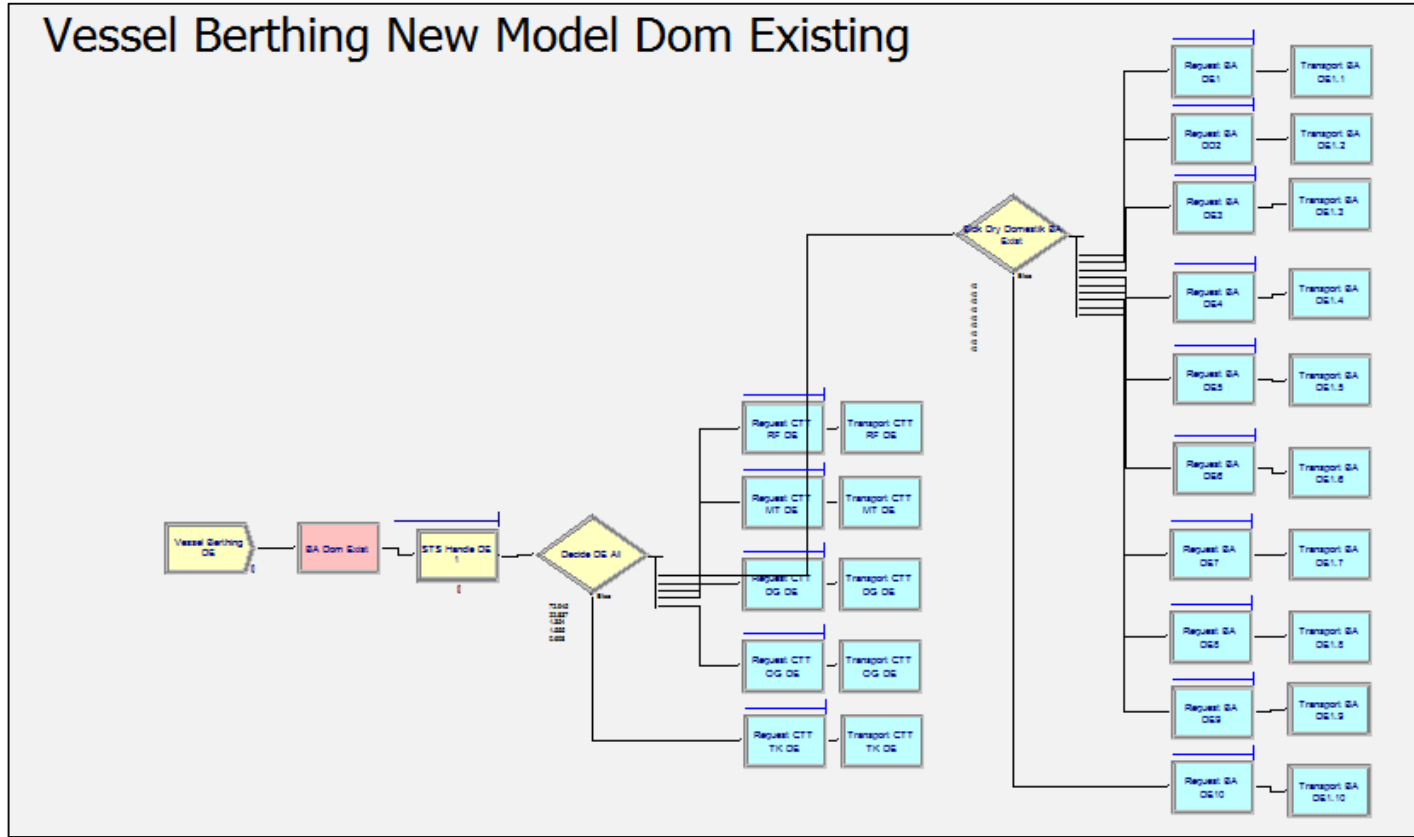 Vessel Berthing New Model Dom Existing
Vessel Berthing
DE
BA Dom Exist
STS Handle DE
1
Decide DE All
Else
Request CTT
RF DE
Transport CTT
RF DE
Request CTT
MT DE
Transport CTT
MT DE
Request CTT
OG DE
Transport CTT
OG DE
Request CTT
OG DE
Transport CTT
OG DE
Request CTT
TK DE
Transport CTT
TK DE
Dry Domestik BA
Exist
Else
Request BA
DE1
Transport BA
DE1.1
Request BA
DO2
Transport BA
DE1.2
Request BA
DE3
Transport BA
DE1.3
Request BA
DE4
Transport BA
DE1.4
Request BA
DE5
Transport BA
DE1.5
Request BA
DE6
Transport BA
DE1.6
Request BA
DE7
Transport BA
DE1.7
Request BA
DE8
Transport BA
DE1.8
Request BA
DE9
Transport BA
DE1.9
Request BA
DE10
Transport BA
DE1.10